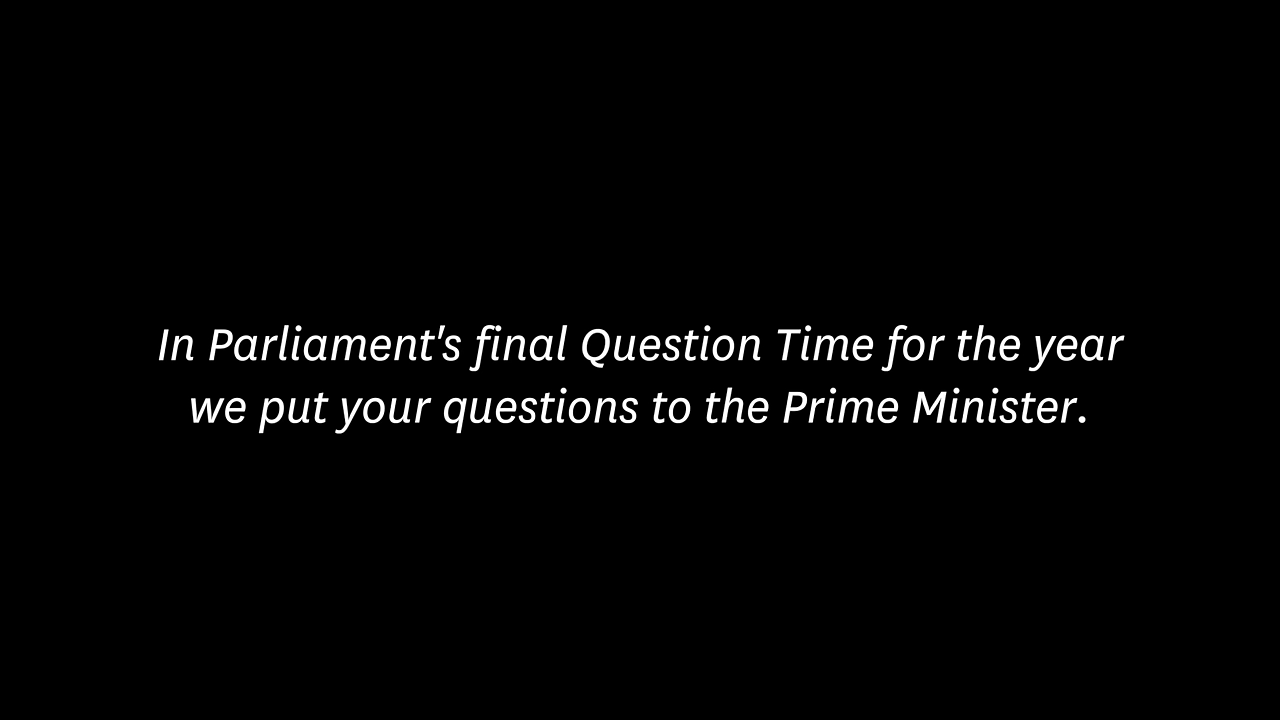 In Parliament's final Question Time for the year
we put your questions to the Prime Minister.